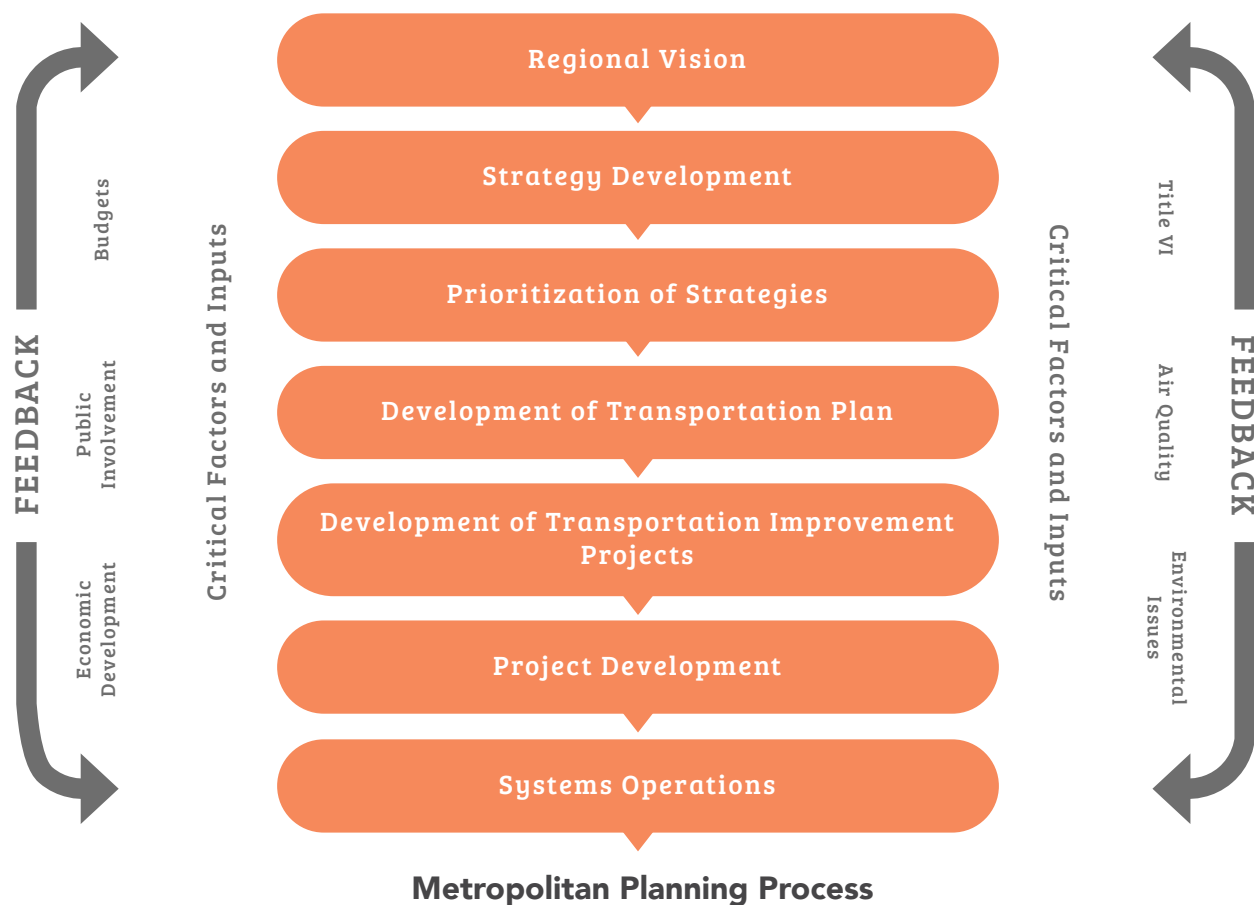 Regional Vision
Strategy Development
Prioritization of Strategies
Development of Transportation Plan
Development of Transportation Improvement
Projects
Project Development
Systems Operations
FEEDBACK
Budgets
Public
Involvement
Economic
Development
Critical Factors and Inputs
Critical Factors and Inputs
Title VI
Air Quality
Environmental
Issues
FEEDBACK
Metropolitan Planning Process